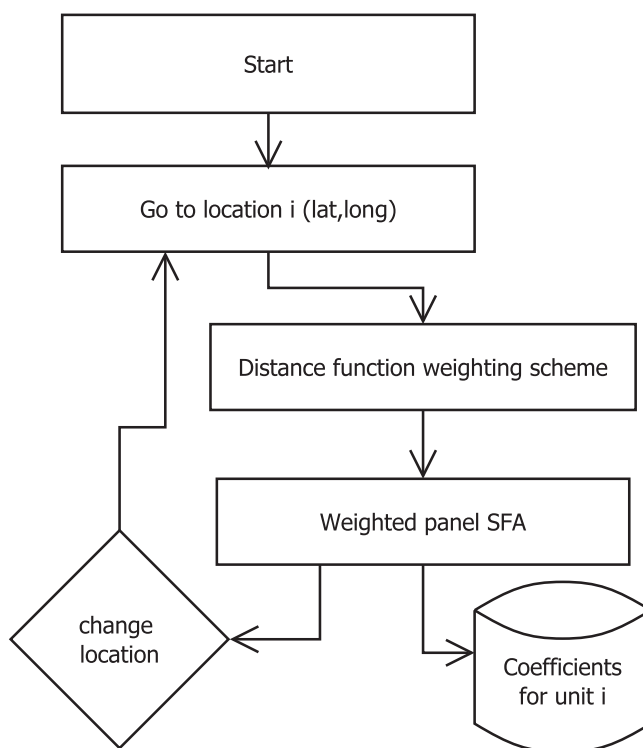 Start
Go to location i (lat,long)
Distance function weighting scheme
Weighted panel SFA
change
location
Coefficients
for unit i